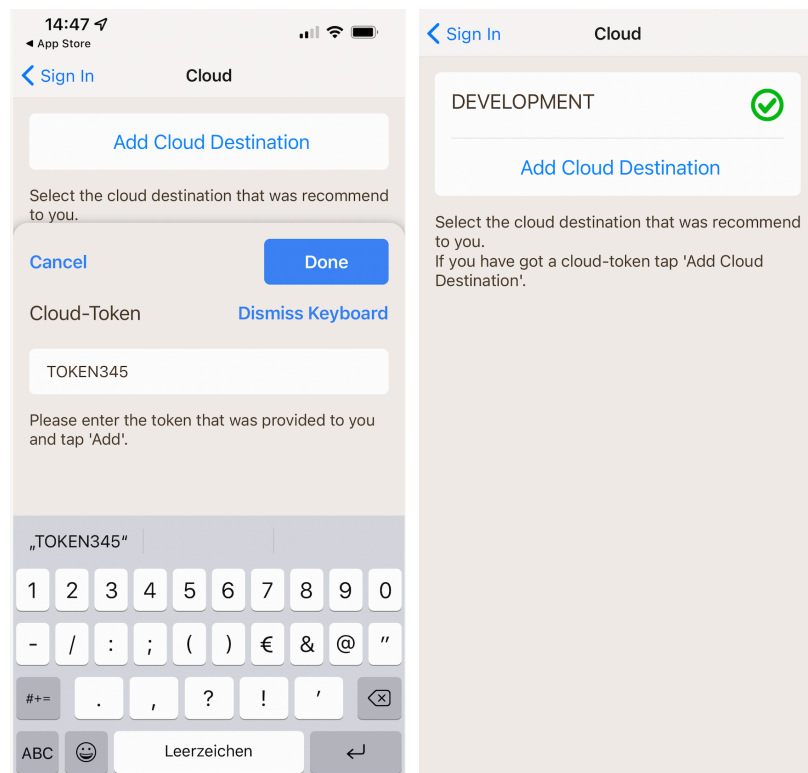 14:47
◀ App Store
Sign In
Cloud
Add Cloud Destination
Select the cloud destination that was recommend
to you.
Cancel
Done
Cloud-Token
Dismiss Keyboard
TOKEN345
Please enter the token that was provided to you
and tap 'Add'.
„TOKEN345“
1 2 3 4 5 6 7 8 9 0
- / : ; ( ) € & @ "
#+= . , ? ! '
ABC Leerzeichen
Sign In
Cloud
DEVELOPMENT
Add Cloud Destination
Select the cloud destination that was recommend
to you.
If you have got a cloud-token tap 'Add Cloud
Destination'.